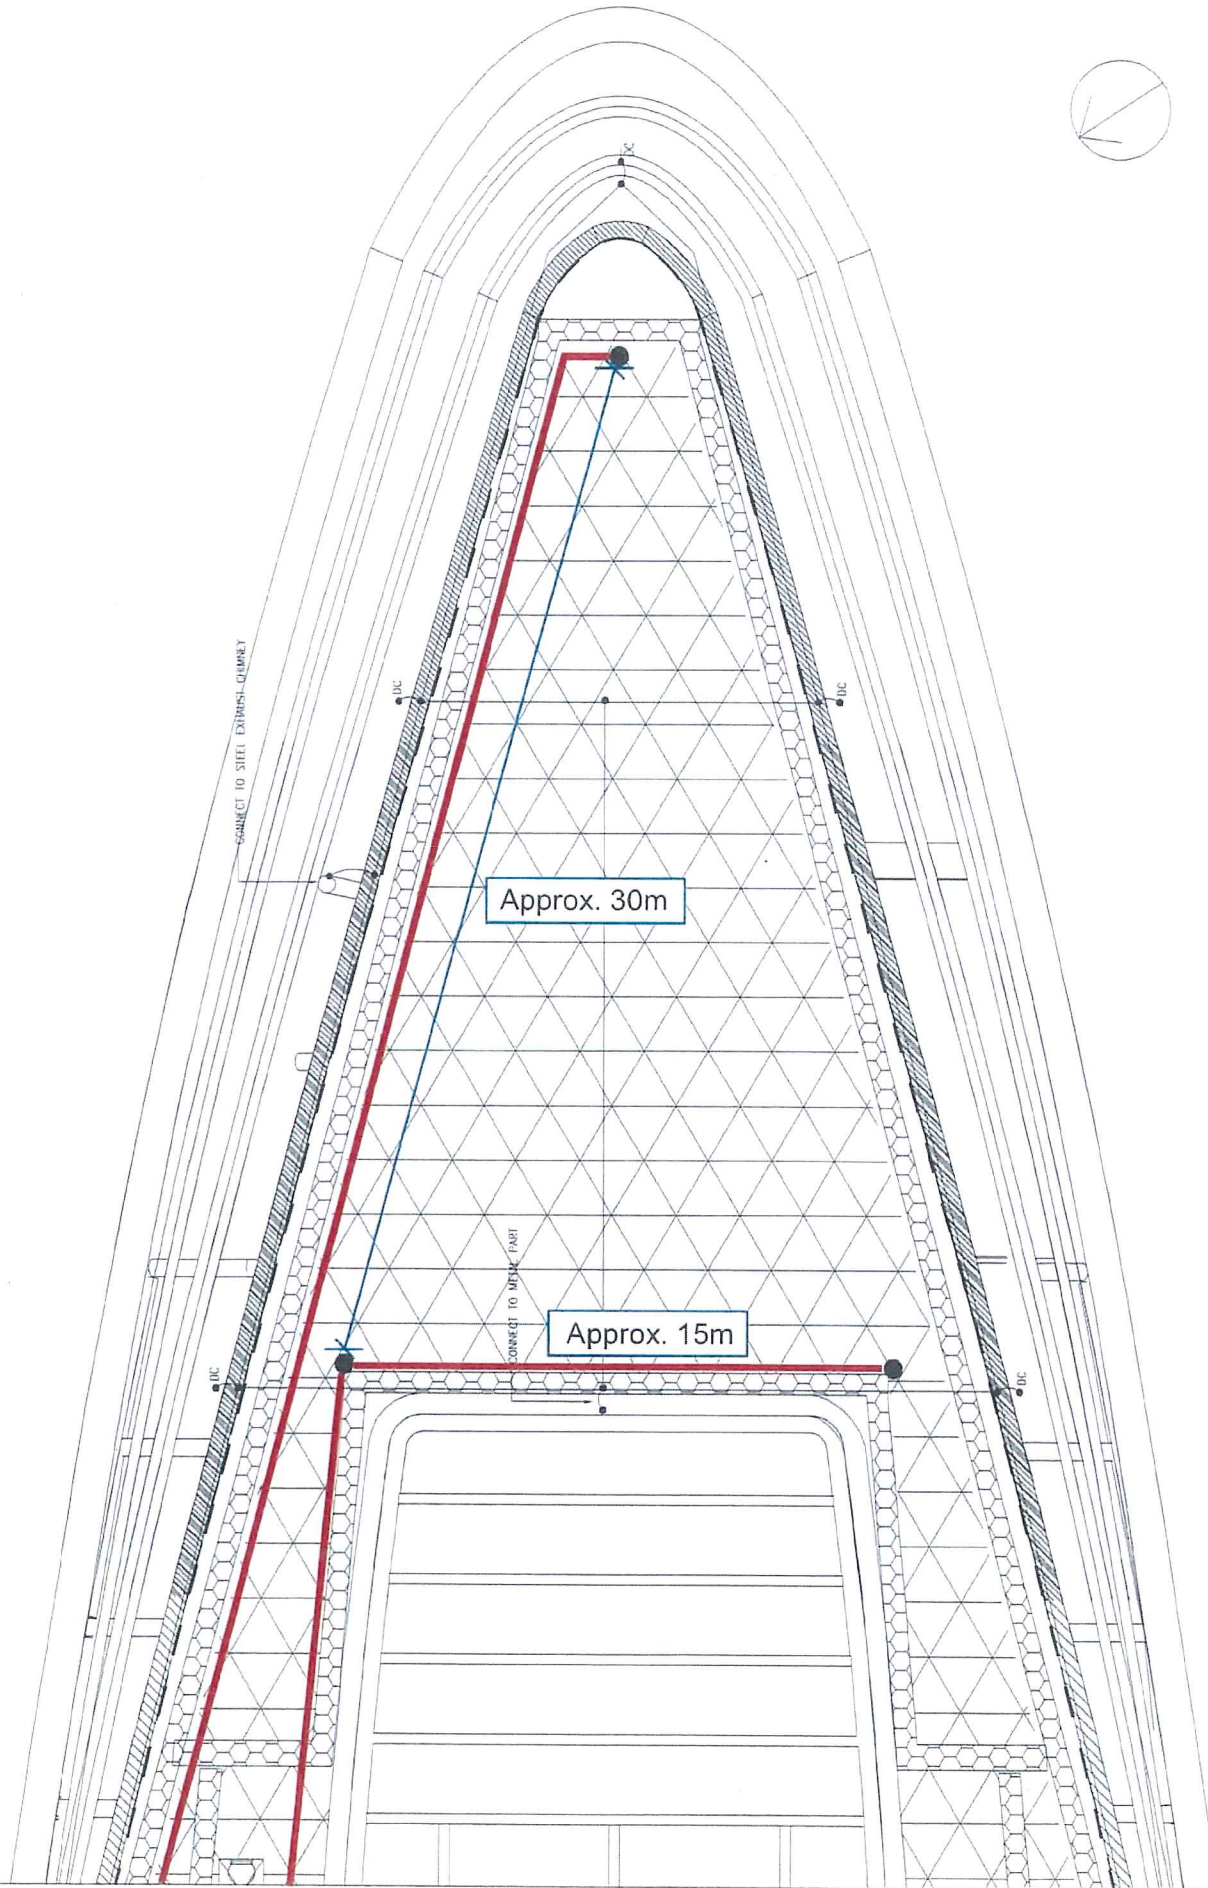 DC
DC
DC
CONNECT TO STEEL EXHAUST CHIMNEY
Approx. 30m
CONNECT TO METAL PART
Approx. 15m
DC
DC